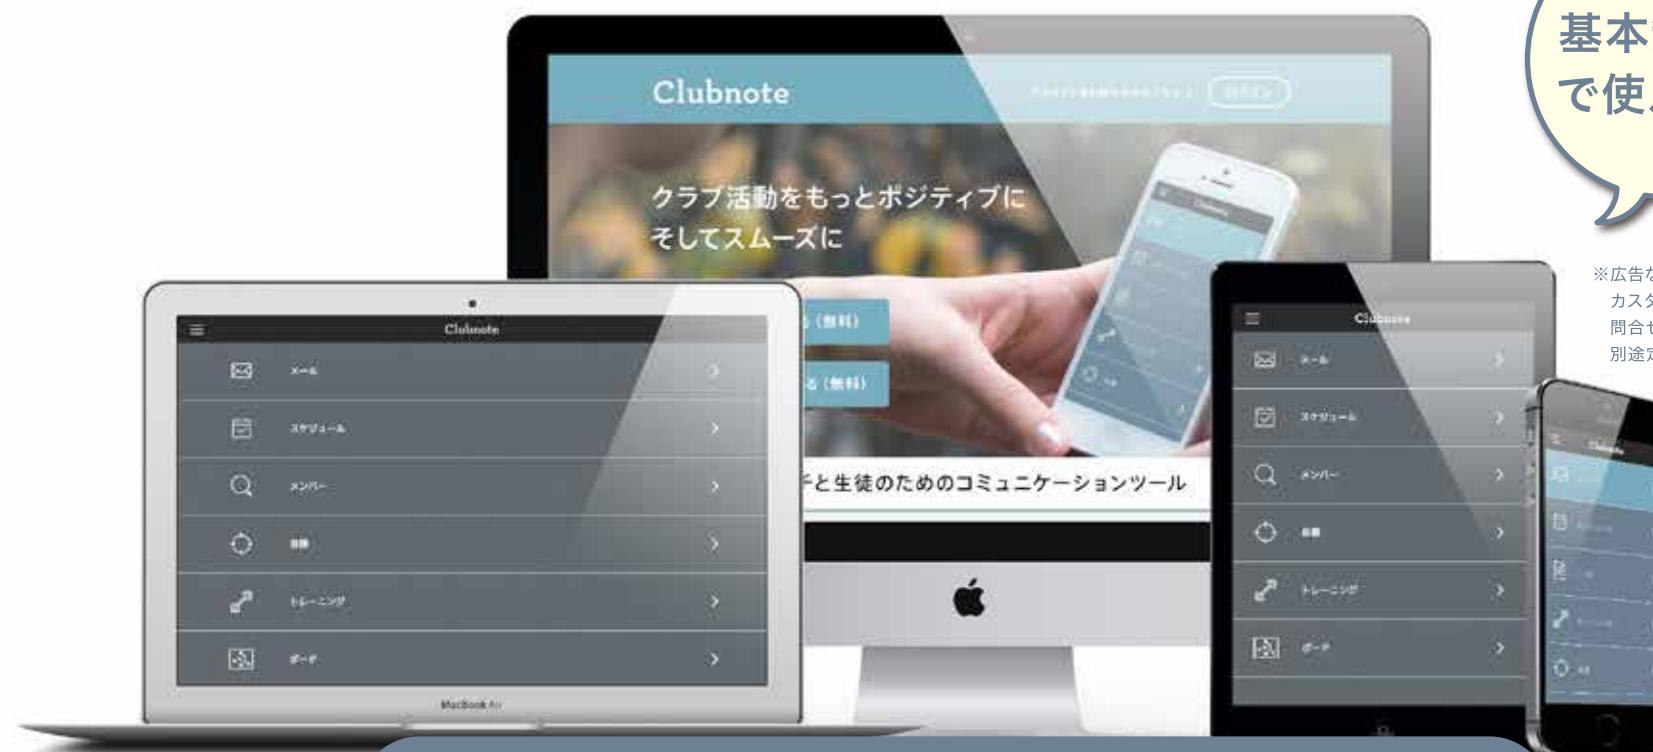 基本
で使
Clubnote
クラブ活動をもっとポジティブに
そしてスムーズに
(無料)
る (無料)
と生徒のためのコミュニケーションツール
※広告な
カスタ
問合せ
別途定
Clubnote
メール
スケジュール
メンバー
トレーニング
ボード
MacBook Air
Clubnote
メール
スケジュール
メンバー
トレーニング
ボード